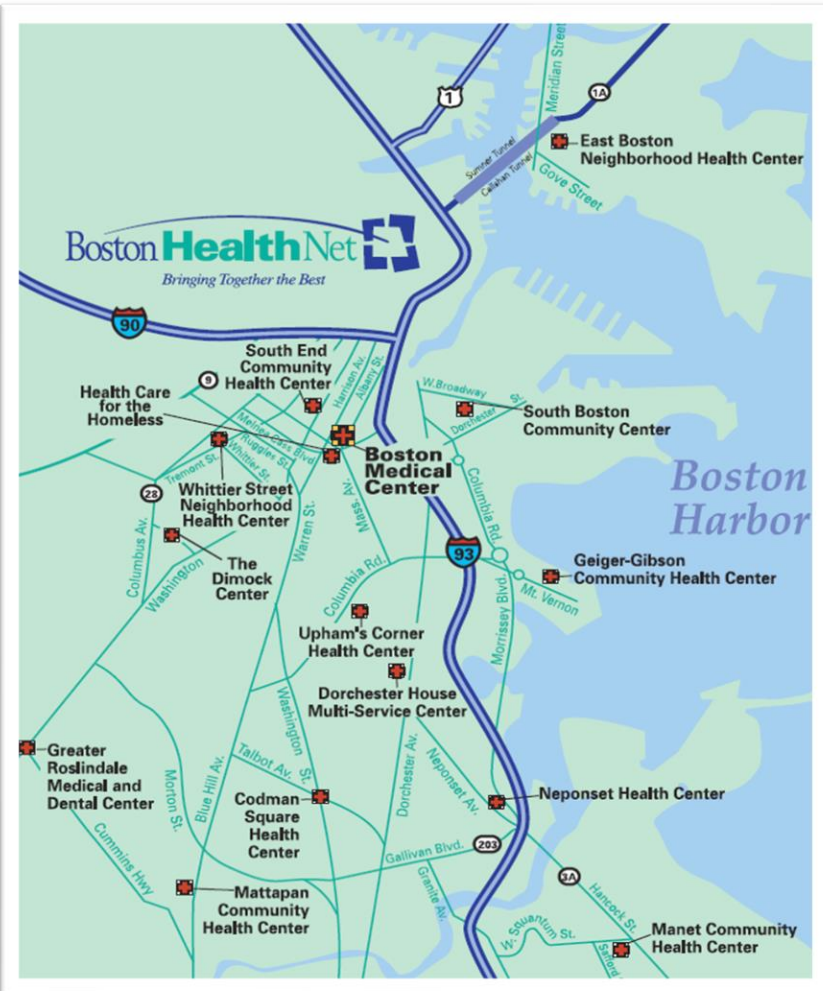 Meridian Street
1
1A
East Boston
Neighborhood Health Center
Sumner Tunnel
Callahan Tunnel
Gove Street
Boston HealthNet
Bringing Together the Best
90
South End
Community
Health Center
Harrison Av.
Albany St.
9
W.Broadway
Dorchester
South Boston
Community Center
Health Care
for the
Homeless
Melnea Cass Blvd
Ruggles St.
Whittier St.
Tremont St.
Boston
Medical
Center
28
Whittier Street
Neighborhood
Health Center
Warren St.
Mass. Av.
Columbia Rd.
Boston
Harbor
Columbus Av.
Washington
The
Dimock
Center
93
Columbia Rd.
Geiger-Gibson
Community Health Center
Mt. Vernon
Morrissey Blvd.
Upham's Corner
Health Center
Dorchester House
Multi-Service Center
Washington St.
Greater
Roslindale
Medical and
Dental Center
Talbot Av.
Dorchester Av.
Neponset Av.
Morton St.
Blue Hill Av.
Codman
Square
Health
Center
Neponset Health Center
Cummins Hwy
Gallivan Blvd.
203
Granite Av.
3A
Hancock St.
Mattapan
Community
Health Center
W. Squantum St.
Manet Community
Health Center